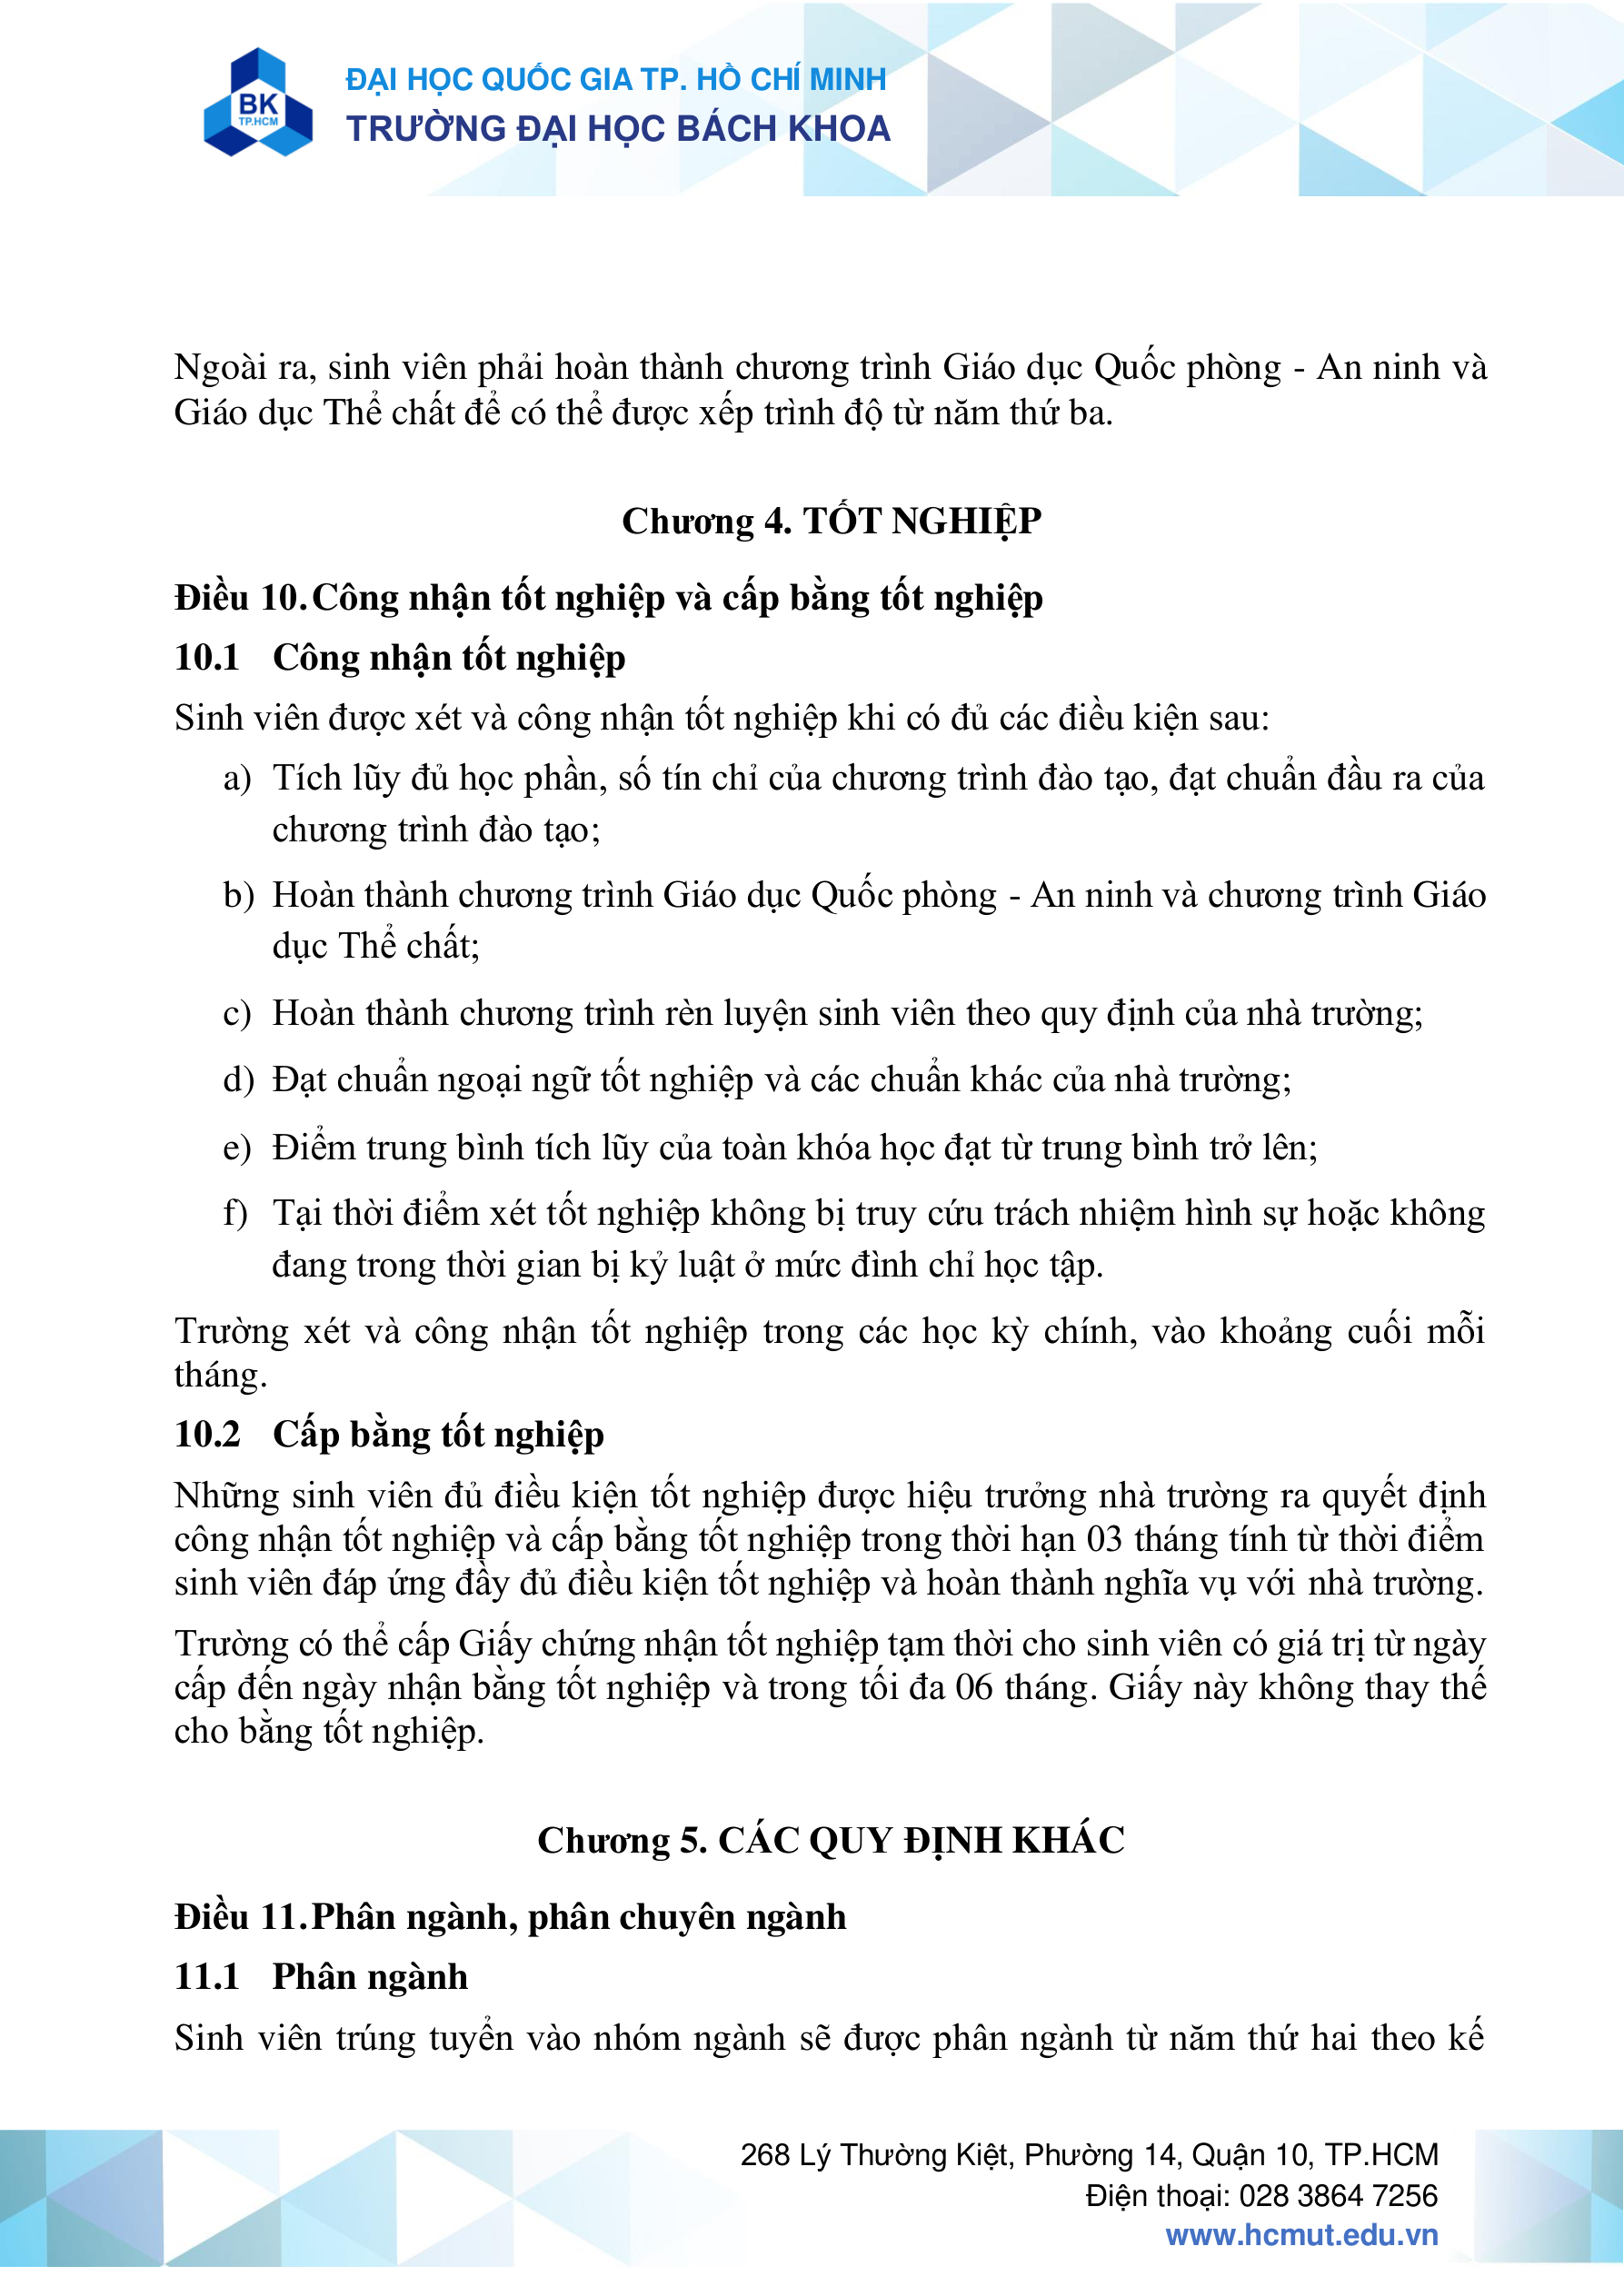 BK
TP.HCM
ĐẠI HỌC QUỐC GIA TP. HỒ CHÍ MINH
TRƯỜNG ĐẠI HỌC BÁCH KHOA
Ngoài ra, sinh viên phải hoàn thành chương trình Giáo dục Quốc phòng - An ninh và
Giáo dục Thể chất để có thể được xếp trình độ từ năm thứ ba.
Chương 4. TỐT NGHIỆP
Điều 10. Công nhận tốt nghiệp và cấp bằng tốt nghiệp
10.1 Công nhận tốt nghiệp
Sinh viên được xét và công nhận tốt nghiệp khi có đủ các điều kiện sau:
a) Tích lũy đủ học phần, số tín chỉ của chương trình đào tạo, đạt chuẩn đầu ra của
chương trình đào tạo;
b) Hoàn thành chương trình Giáo dục Quốc phòng - An ninh và chương trình Giáo
dục Thể chất;
c) Hoàn thành chương trình rèn luyện sinh viên theo quy định của nhà trường;
d) Đạt chuẩn ngoại ngữ tốt nghiệp và các chuẩn khác của nhà trường;
e) Điểm trung bình tích lũy của toàn khóa học đạt từ trung bình trở lên;
f) Tại thời điểm xét tốt nghiệp không bị truy cứu trách nhiệm hình sự hoặc không
đang trong thời gian bị kỷ luật ở mức đình chỉ học tập.
Trường xét và công nhận tốt nghiệp trong các học kỳ chính, vào khoảng cuối mỗi
tháng.
10.2 Cấp bằng tốt nghiệp
Những sinh viên đủ điều kiện tốt nghiệp được hiệu trưởng nhà trường ra quyết định
công nhận tốt nghiệp và cấp bằng tốt nghiệp trong thời hạn 03 tháng tính từ thời điểm
sinh viên đáp ứng đầy đủ điều kiện tốt nghiệp và hoàn thành nghĩa vụ với nhà trường.
Trường có thể cấp Giấy chứng nhận tốt nghiệp tạm thời cho sinh viên có giá trị từ ngày
cấp đến ngày nhận bằng tốt nghiệp và trong tối đa 06 tháng. Giấy này không thay thế
cho bằng tốt nghiệp.
Chương 5. CÁC QUY ĐỊNH KHÁC
Điều 11. Phân ngành, phân chuyên ngành
11.1 Phân ngành
Sinh viên trúng tuyển vào nhóm ngành sẽ được phân ngành từ năm thứ hai theo kế
268 Lý Thường Kiệt, Phường 14, Quận 10, TP.HCM
Điện thoại: 028 3864 7256
www.hcmut.edu.vn